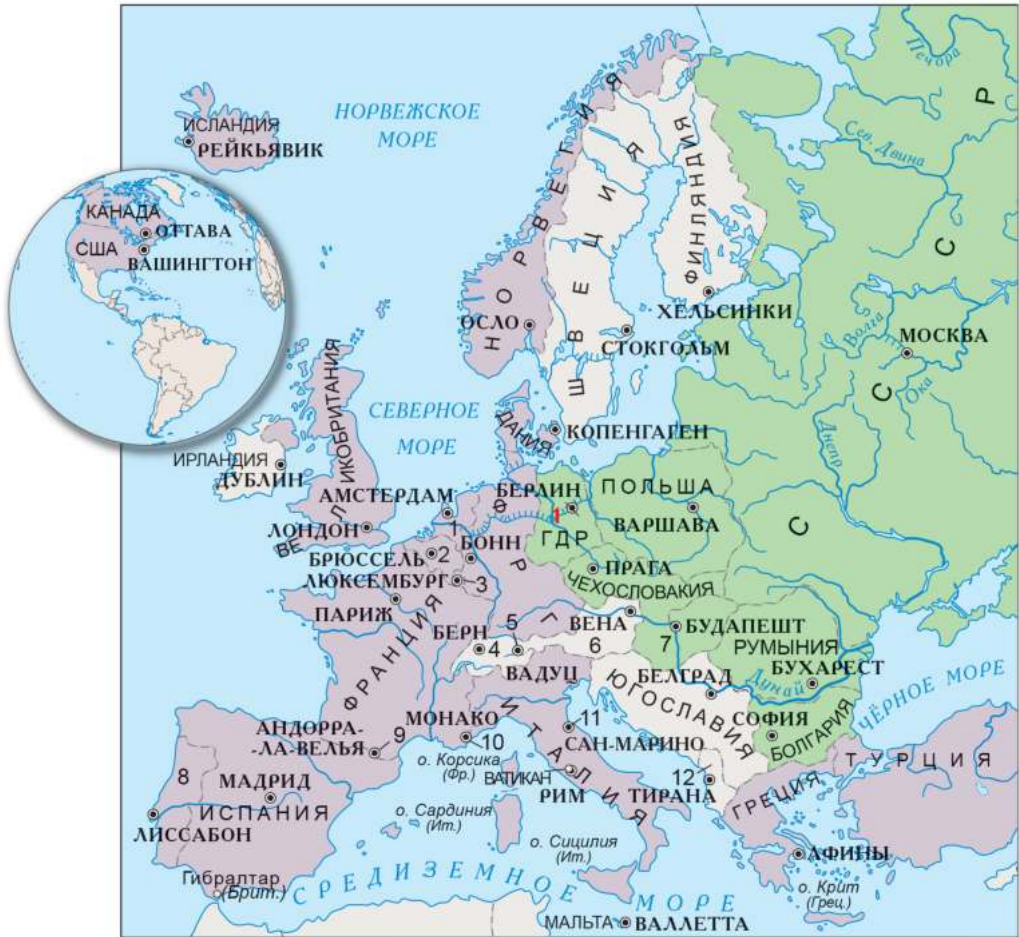 Печора
ИСЛАНДИЯ
РЕЙКЬЯВИК
НОРВЕЖСКОЕ
МОРЕ
Сев. Двина
КАНАДА
ОТТАВА
США
ВАШИНГТОН
НОРВЕГИЯ
ШВЕЦИЯ
ФИНЛЯНДИЯ
СССР
ХЕЛЬСИНКИ
ОСЛО
СТОКГОЛЬМ
Волга
МОСКВА
Ока
Днепр
СЕВЕРНОЕ
МОРЕ
ДАНИЯ
КОПЕНГАГЕН
ВЕЛИКОБРИТАНИЯ
ИРЛАНДИЯ
ДУБЛИН
АМСТЕРДАМ
1
ЛОНДОН
БЕРЛИН
1
ПОЛЬША
ВАРШАВА
ФРГ
ГДР
БОНН
БРЮССЕЛЬ
2
ЛЮКСЕМБУРГ
3
ПРАГА
ЧЕХОСЛОВАКИЯ
ПАРИЖ
ФРАНЦИЯ
БЕРН
4
5
ВАДУЦ
ВЕНА
6
БУДАПЕШТ
7
РУМЫНИЯ
БУХАРЕСТ
Дунай
БЕЛГРАД
ЮГОСЛАВИЯ
СОФИЯ
БОЛГАРИЯ
ЧЁРНОЕ МОРЕ
АНДОРРА-
-ЛА-ВЕЛЬЯ
9
МОНАКО
10
11
САН-МАРИНО
ИТАЛИЯ
о. Корсика
(Фр.)
ВАТИКАН
РИМ
12
ТИРАНА
ГРЕЦИЯ
ТУРЦИЯ
8
МАДРИД
ИСПАНИЯ
ЛИССАБОН
о. Сардиния
(Ит.)
о. Сицилия
(Ит.)
АФИНЫ
о. Крит
(Грец.)
Гибралтар
(Брит.)
СРЕДИЗЕМНОЕ МОРЕ
МАЛЬТА
ВАЛЛЕТТА